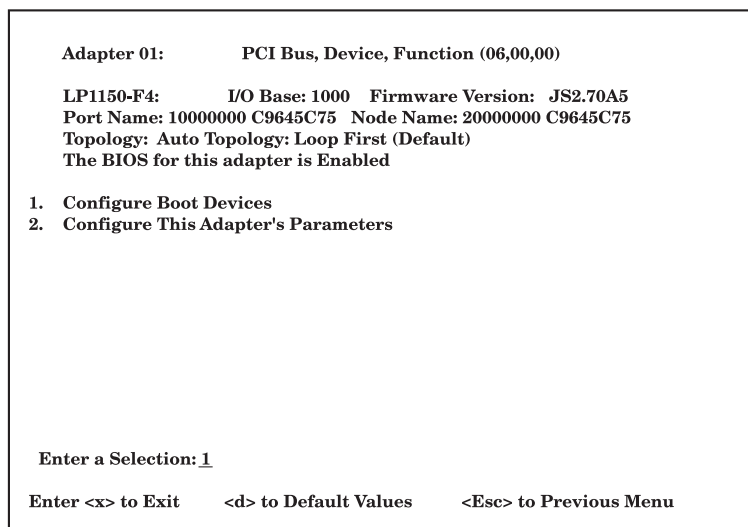 Adapter 01: PCI Bus, Device, Function (06,00,00)
LP1150-F4: I/O Base: 1000 Firmware Version: JS2.70A5
Port Name: 10000000 C9645C75 Node Name: 20000000 C9645C75
Topology: Auto Topology: Loop First (Default)
The BIOS for this adapter is Enabled
1. Configure Boot Devices
2. Configure This Adapter's Parameters
Enter a Selection: 1
Enter <x> to Exit <d> to Default Values <Esc> to Previous Menu